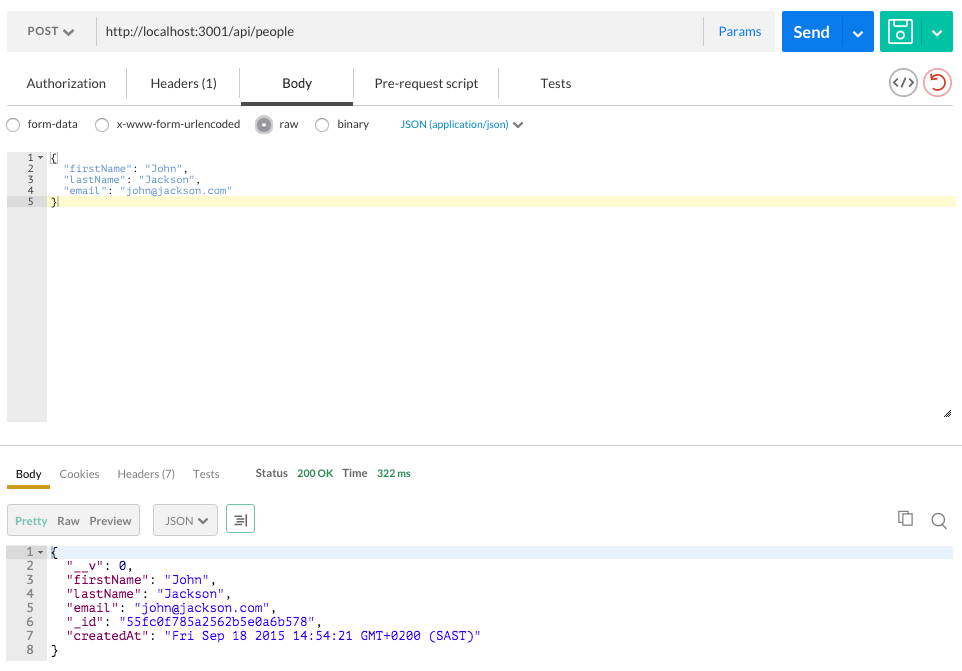 POST http://localhost:3001/api/people Params Send
Authorization Headers (1) Body Pre-request script Tests
form-data x-www-form-urlencoded raw binary JSON (application/json)
1 {
2 "firstName": "John",
3 "lastName": "Jackson",
4 "email": "john@jackson.com"
5 }
Body Cookies Headers (7) Tests Status 200 OK Time 322 ms
Pretty Raw Preview JSON
1 {
2 "__v": 0,
3 "firstName": "John",
4 "lastName": "Jackson",
5 "email": "john@jackson.com",
6 "_id": "55fc0f785a2562b5e0a6b578",
7 "createdAt": "Fri Sep 18 2015 14:54:21 GMT+0200 (SAST)"
8 }